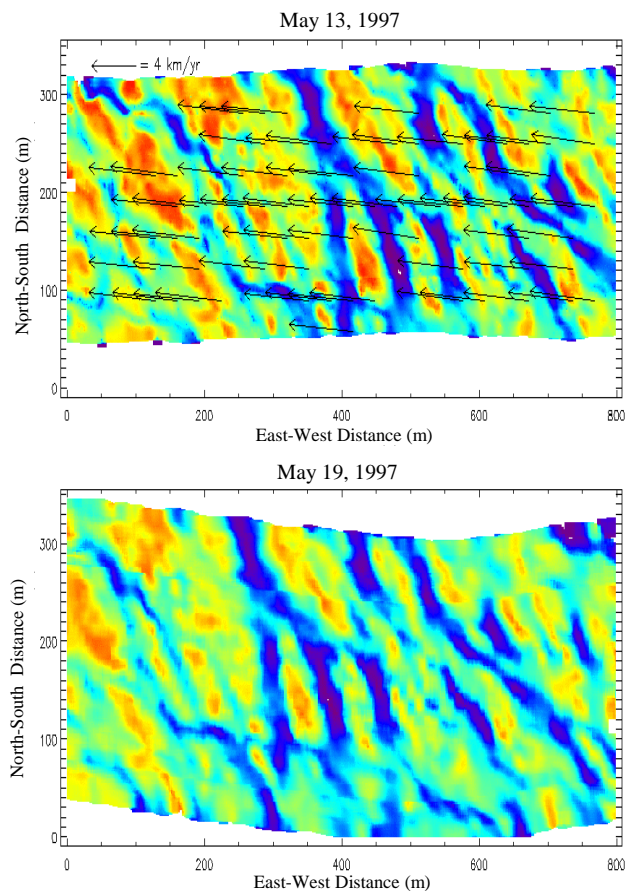 May 13, 1997
= 4 km/yr
300
200
100
0
North-South Distance (m)
0 200 400 600 800
East-West Distance (m)
May 19, 1997
300
200
100
0
North-South Distance (m)
0 200 400 600 800
East-West Distance (m)